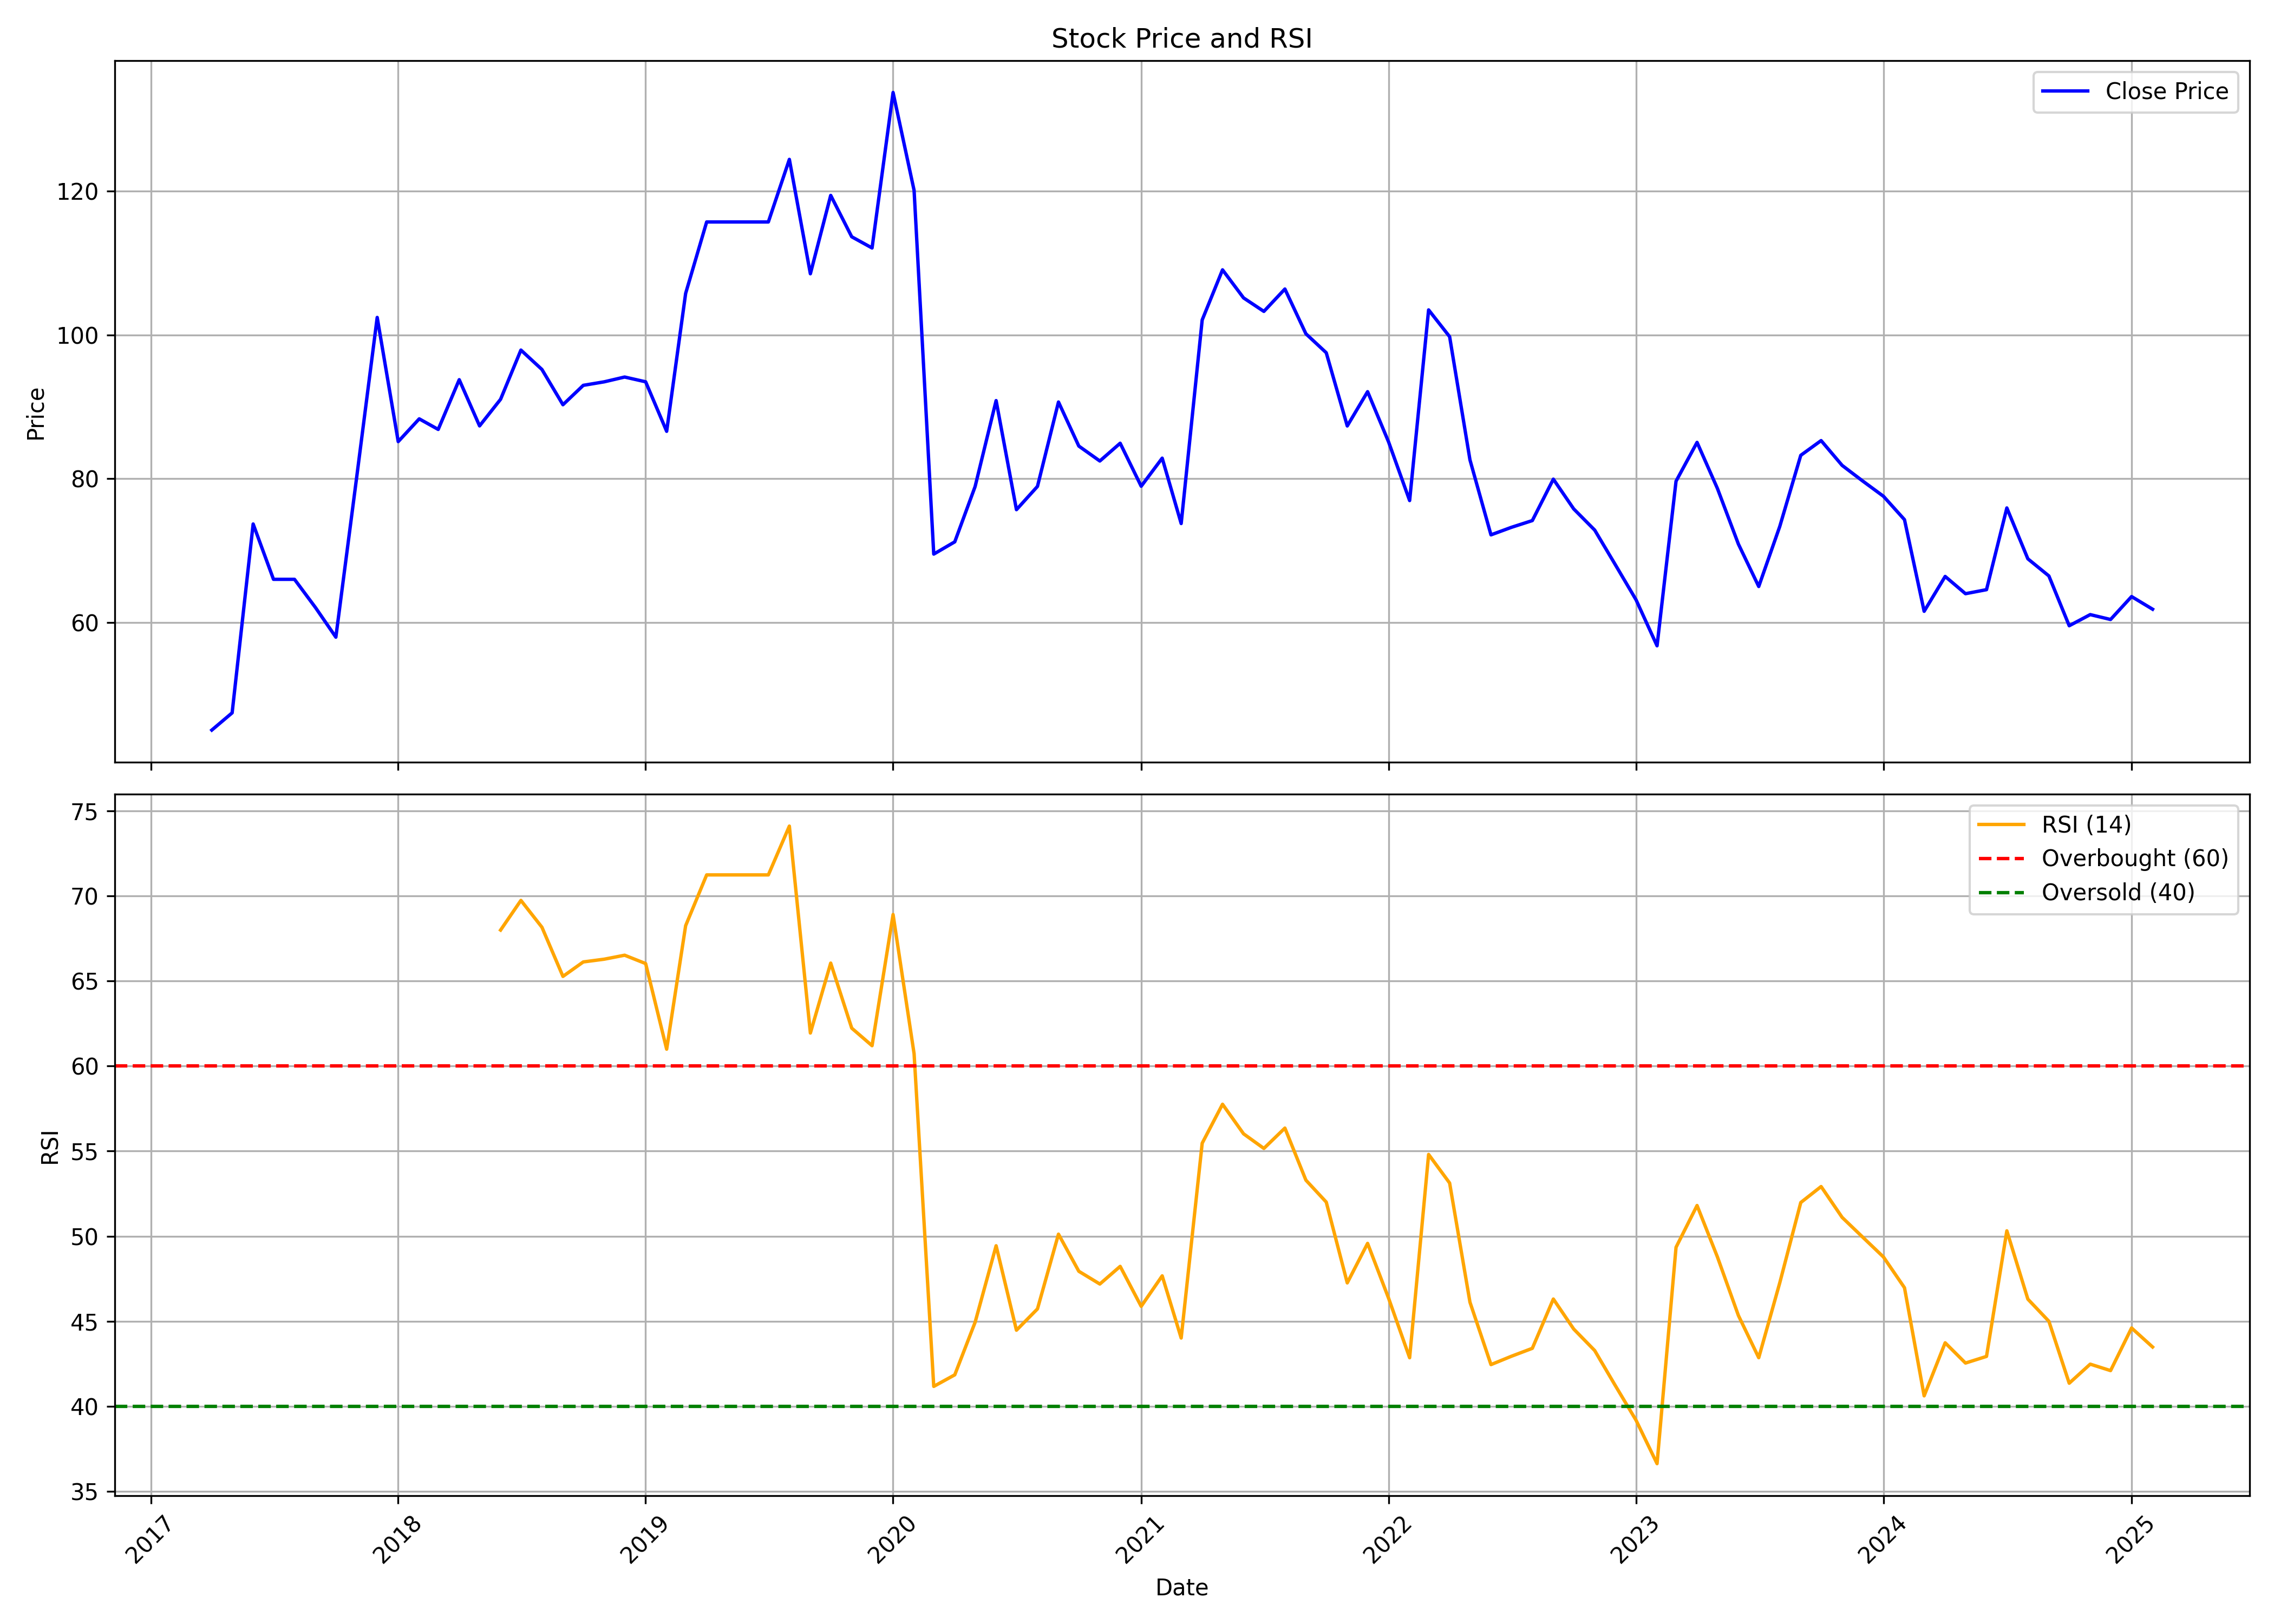 Stock Price and RSI
Close Price
Price
120
100
80
60
RSI (14)
Overbought (60)
Oversold (40)
RSI
75
70
65
60
55
50
45
40
35
2017
2018
2019
2020
2021
2022
2023
2024
2025
Date